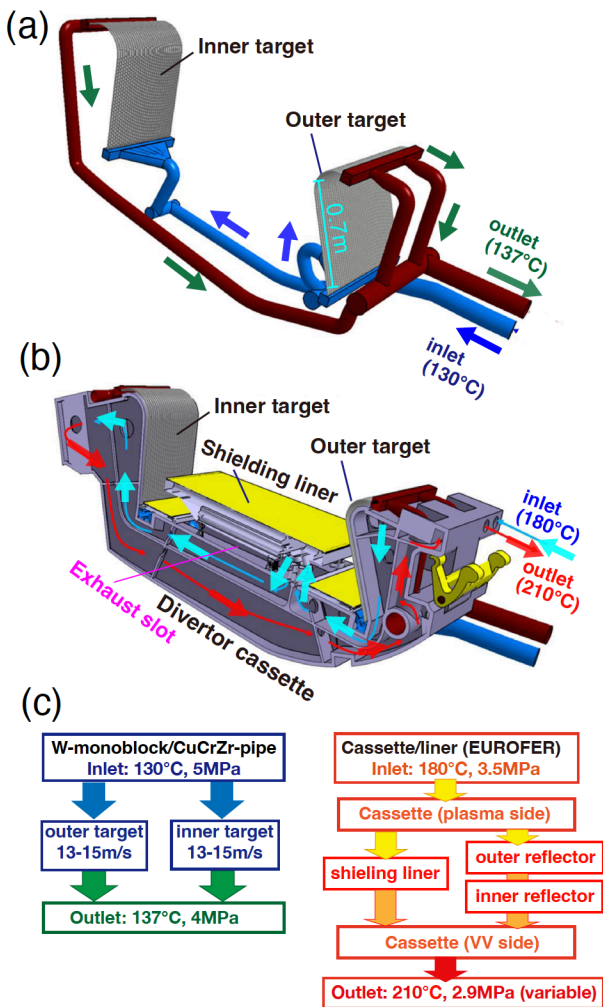 (a)
Inner target
Outer target
0.7m
outlet
(137°C)
inlet
(130°C)
(b)
Inner target
Outer target
Shielding liner
inlet
(180°C)
outlet
(210°C)
Exhaust slot
Divertor cassette
(c)
W-monoblock/CuCrZr-pipe
Inlet: 130°C, 5MPa
outer target
13-15m/s
inner target
13-15m/s
Outlet: 137°C, 4MPa
Cassette/liner (EUROFER)
Inlet: 180°C, 3.5MPa
Cassette (plasma side)
shieling liner
outer reflector
inner reflector
Cassette (VV side)
Outlet: 210°C, 2.9MPa (variable)